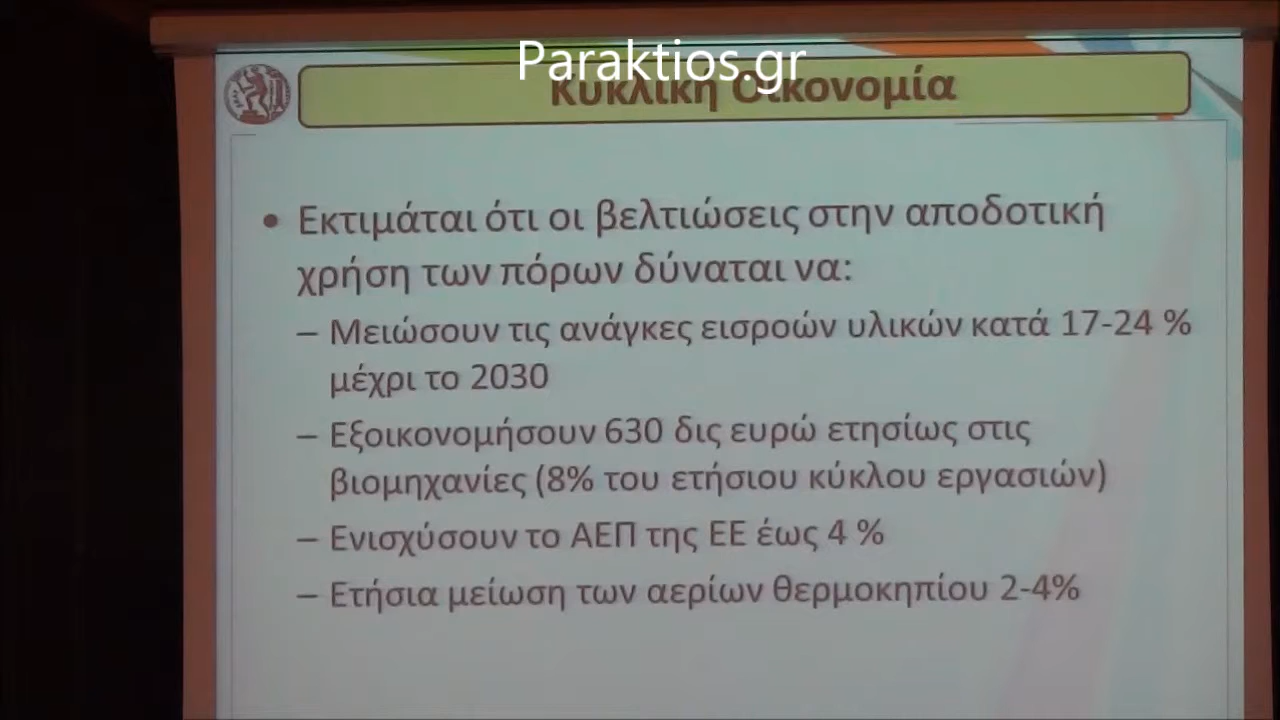 Paraktios.gr
Κυκλική Οικονομία
• Εκτιμάται ότι οι βελτιώσεις στην αποδοτική
χρήση των πόρων δύναται να:
– Μειώσουν τις ανάγκες εισροών υλικών κατά 17-24 %
μέχρι το 2030
– Εξοικονομήσουν 630 δις ευρώ ετησίως στις
βιομηχανίες (8% του ετήσιου κύκλου εργασιών)
– Ενισχύσουν το ΑΕΠ της ΕΕ έως 4 %
– Ετήσια μείωση των αερίων θερμοκηπίου 2-4%